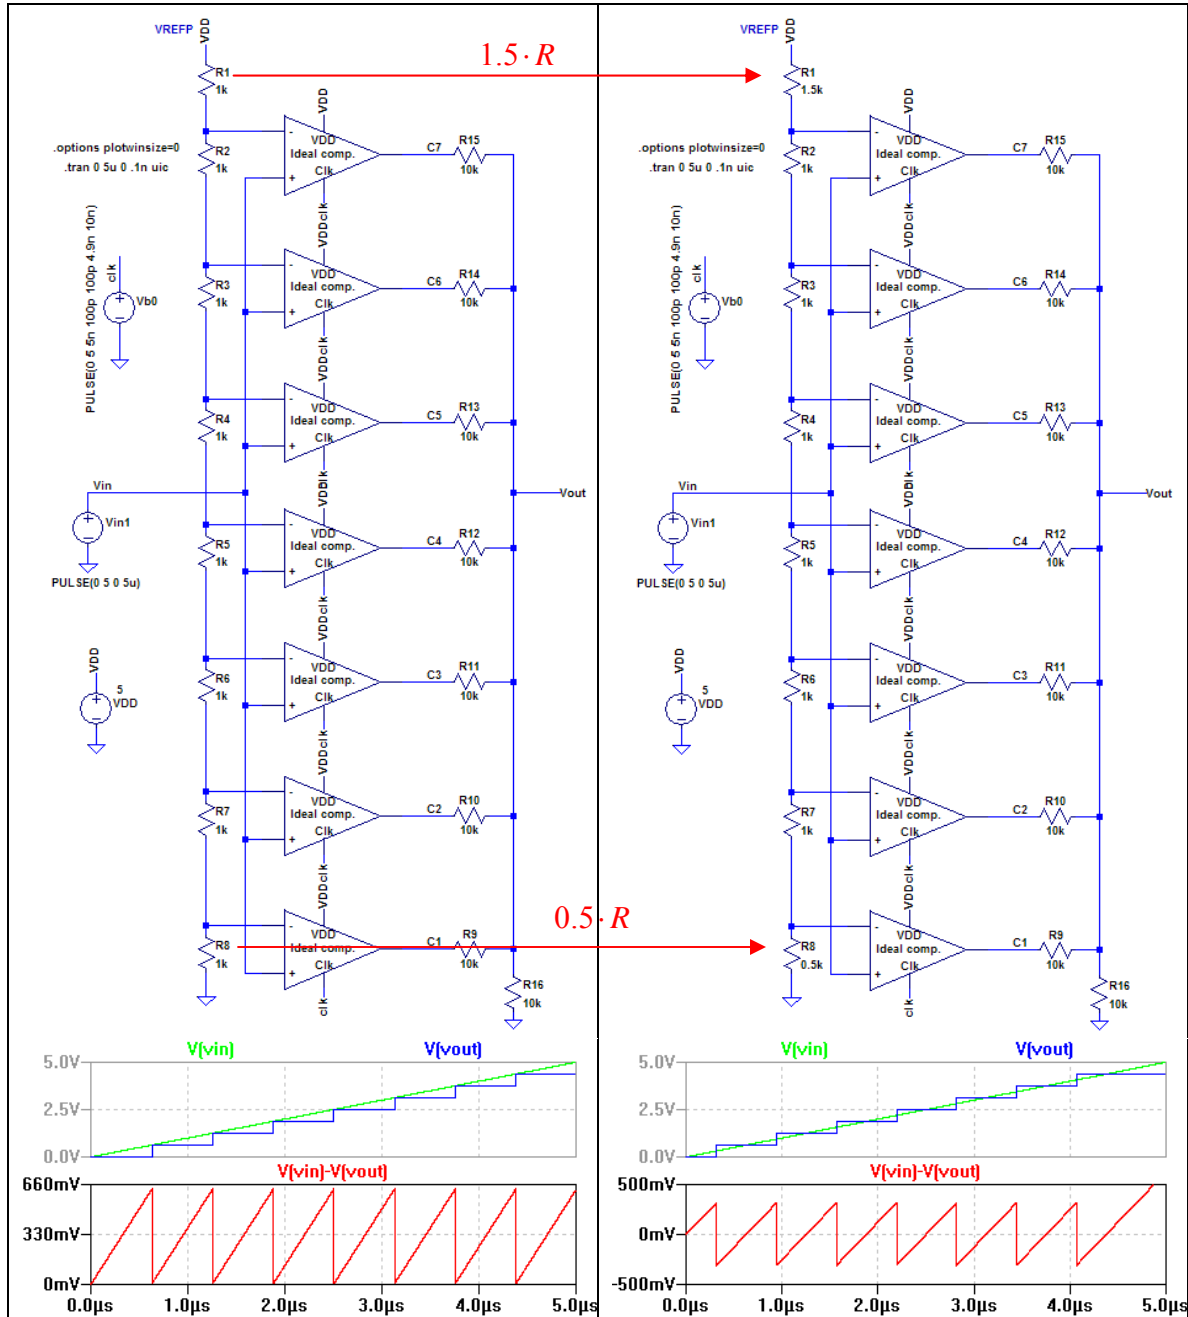 VREFP
VDD
R1
1k
1.5 · R
VREFP
VDD
R1
1.5k
.options plotwinsize=0
.tran 0 5u 0 .1n uic
R2
1k
VDD
-
VDD
Ideal comp.
Clk
+
C7
R15
10k
VDDclk
PULSE(0 5 5n 100p 100p 4.9n 10n)
clk
Vb0
R3
1k
-
VDD
Ideal comp.
Clk
+
C6
R14
10k
VDDclk
R4
1k
-
VDD
Ideal comp.
Clk
+
C5
R13
10k
Vin
Vin1
PULSE(0 5 0 5u)
Vout
R5
1k
-
VDD
Ideal comp.
Clk
+
C4
R12
10k
VDDclk
VDD
5
VDD
R6
1k
-
VDD
Ideal comp.
Clk
+
C3
R11
10k
VDDclk
R7
1k
-
VDD
Ideal comp.
Clk
+
C2
R10
10k
VDDclk
R8
1k
-
VDD
Ideal comp.
Clk
+
C1
R9
10k
clk
R16
10k
0.5 · R
.options plotwinsize=0
.tran 0 5u 0 .1n uic
R2
1k
VDD
-
VDD
Ideal comp.
Clk
+
C7
R15
10k
VDDclk
PULSE(0 5 5n 100p 100p 4.9n 10n)
clk
Vb0
R3
1k
-
VDD
Ideal comp.
Clk
+
C6
R14
10k
VDDclk
R4
1k
-
VDD
Ideal comp.
Clk
+
C5
R13
10k
Vin
Vin1
PULSE(0 5 0 5u)
Vout
R5
1k
-
VDD
Ideal comp.
Clk
+
C4
R12
10k
VDDclk
VDD
5
VDD
R6
1k
-
VDD
Ideal comp.
Clk
+
C3
R11
10k
VDDclk
R7
1k
-
VDD
Ideal comp.
Clk
+
C2
R10
10k
VDDclk
R8
0.5k
-
VDD
Ideal comp.
Clk
+
C1
R9
10k
clk
R16
10k
V(vin) V(vout)
5.0V
2.5V
0.0V
V(vin)-V(vout)
660mV
330mV
0mV
0.0µs 1.0µs 2.0µs 3.0µs 4.0µs 5.0µs
V(vin) V(vout)
5.0V
2.5V
0.0V
V(vin)-V(vout)
500mV
0mV
-500mV
0.0µs 1.0µs 2.0µs 3.0µs 4.0µs 5.0µs